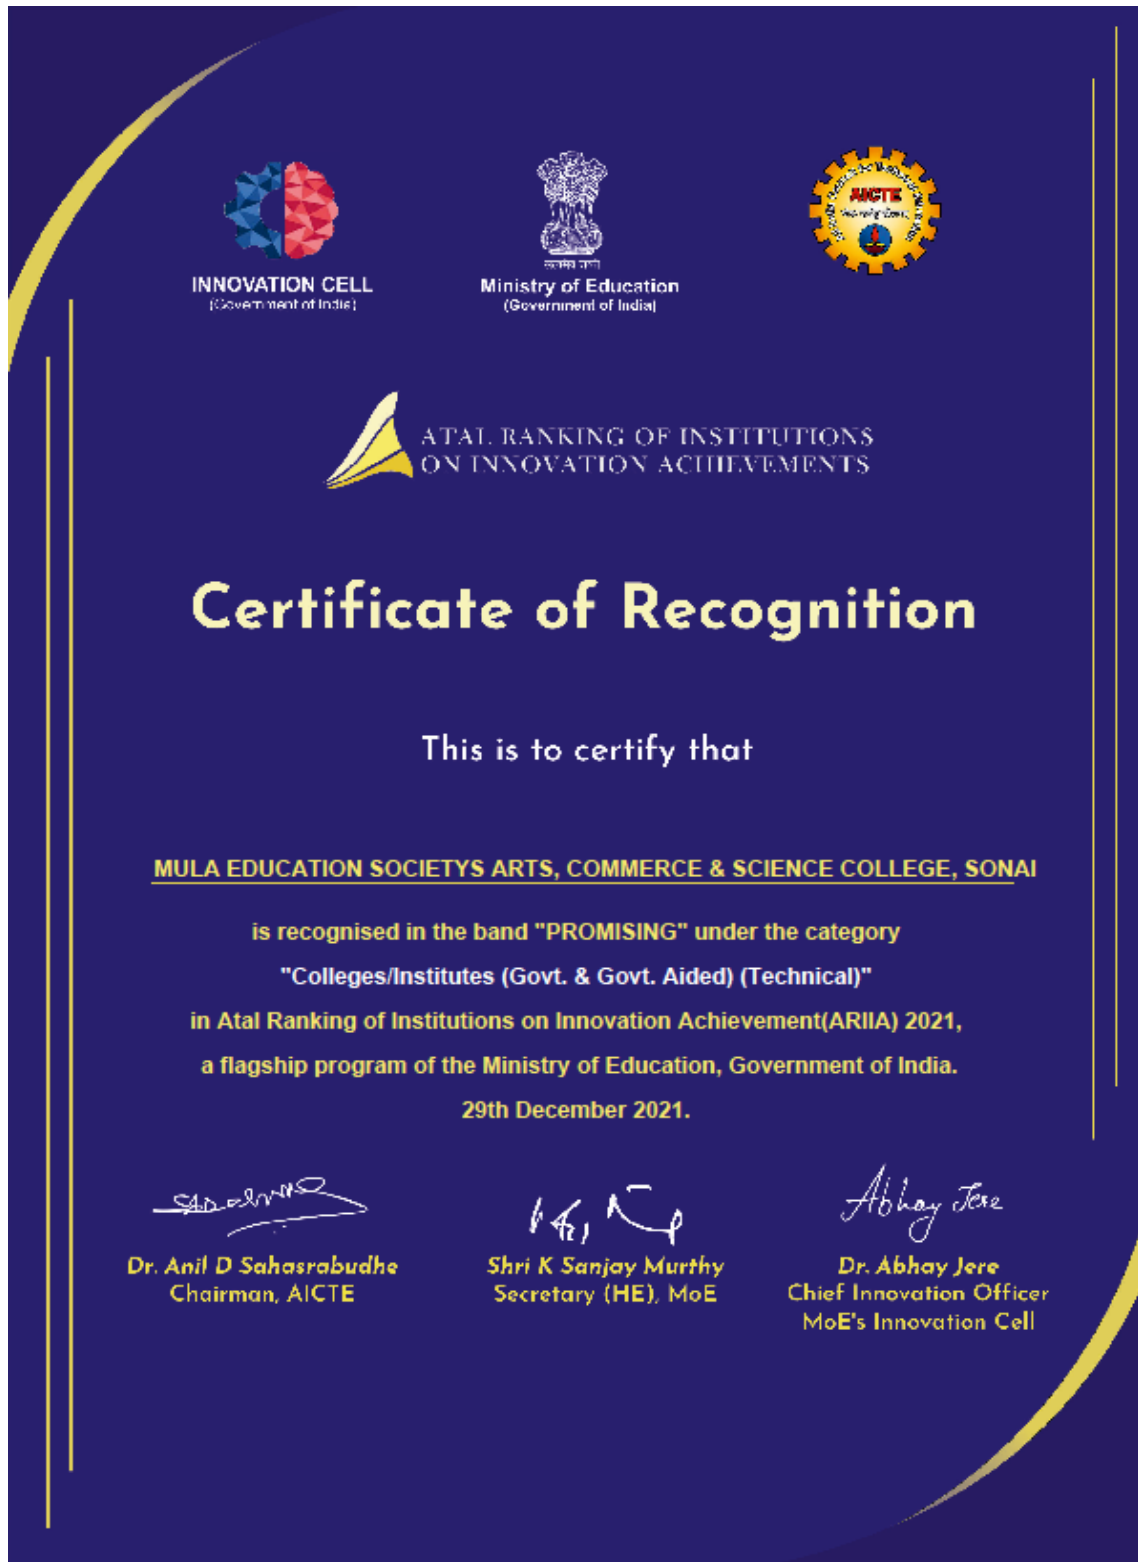 INNOVATION CELL
(Government of India)
सत्यमेव जयते
Ministry of Education
(Government of India)
AICTE
ATAL RANKING OF INSTITUTIONS
ON INNOVATION ACHIEVEMENTS
Certificate of Recognition
This is to certify that
MULA EDUCATION SOCIETYS ARTS, COMMERCE & SCIENCE COLLEGE, SONAI
is recognised in the band "PROMISING" under the category
"Colleges/Institutes (Govt. & Govt. Aided) (Technical)"
in Atal Ranking of Institutions on Innovation Achievement(ARIIA) 2021,
a flagship program of the Ministry of Education, Government of India.
29th December 2021.
Abhay Jere
Dr. Anil D Sahasrabudhe
Chairman, AICTE
Shri K Sanjay Murthy
Secretary (HE), MoE
Dr. Abhay Jere
Chief Innovation Officer
MoE's Innovation Cell